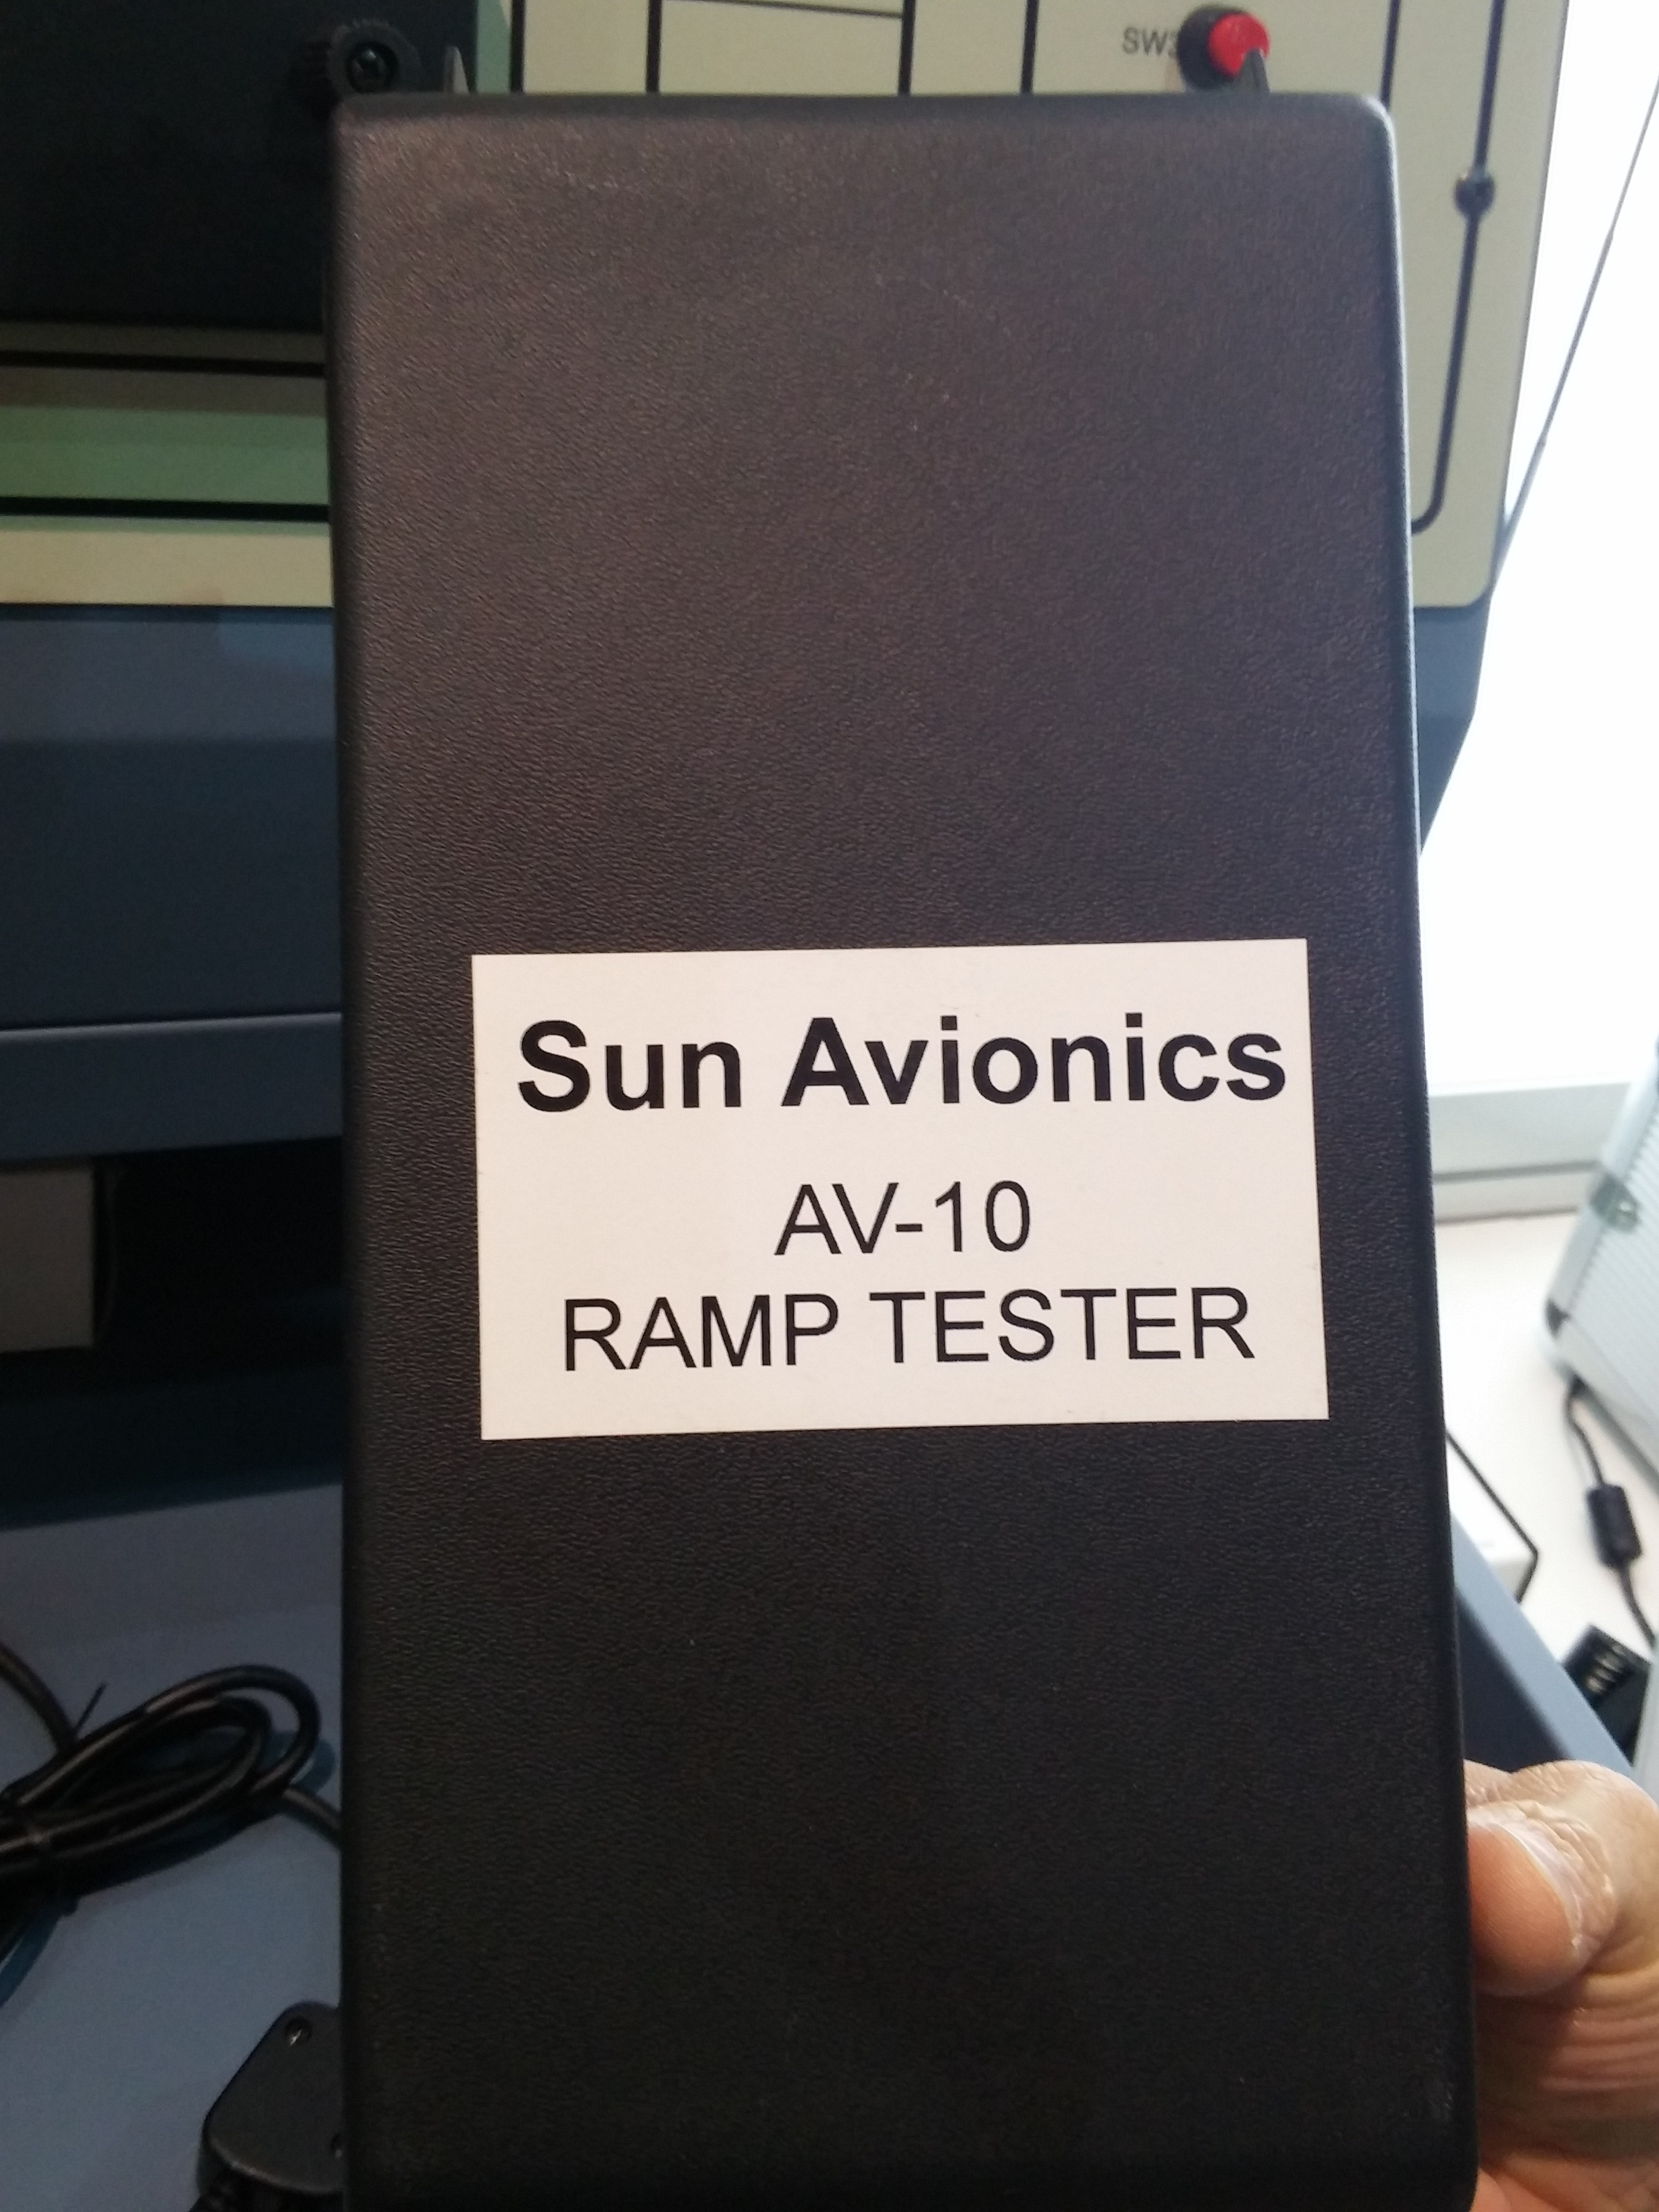 Sun Avionics
AV-10
RAMP TESTER